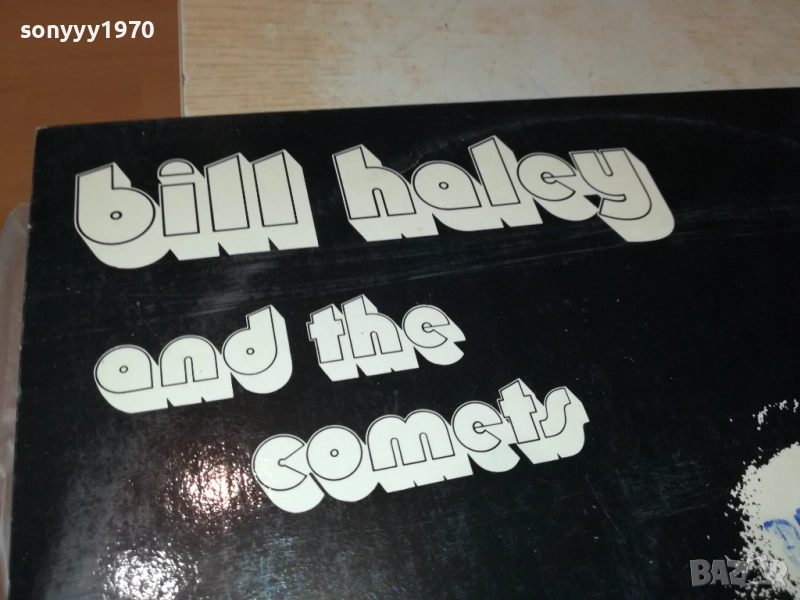 sonyyy1970
bill haley
and the
comets